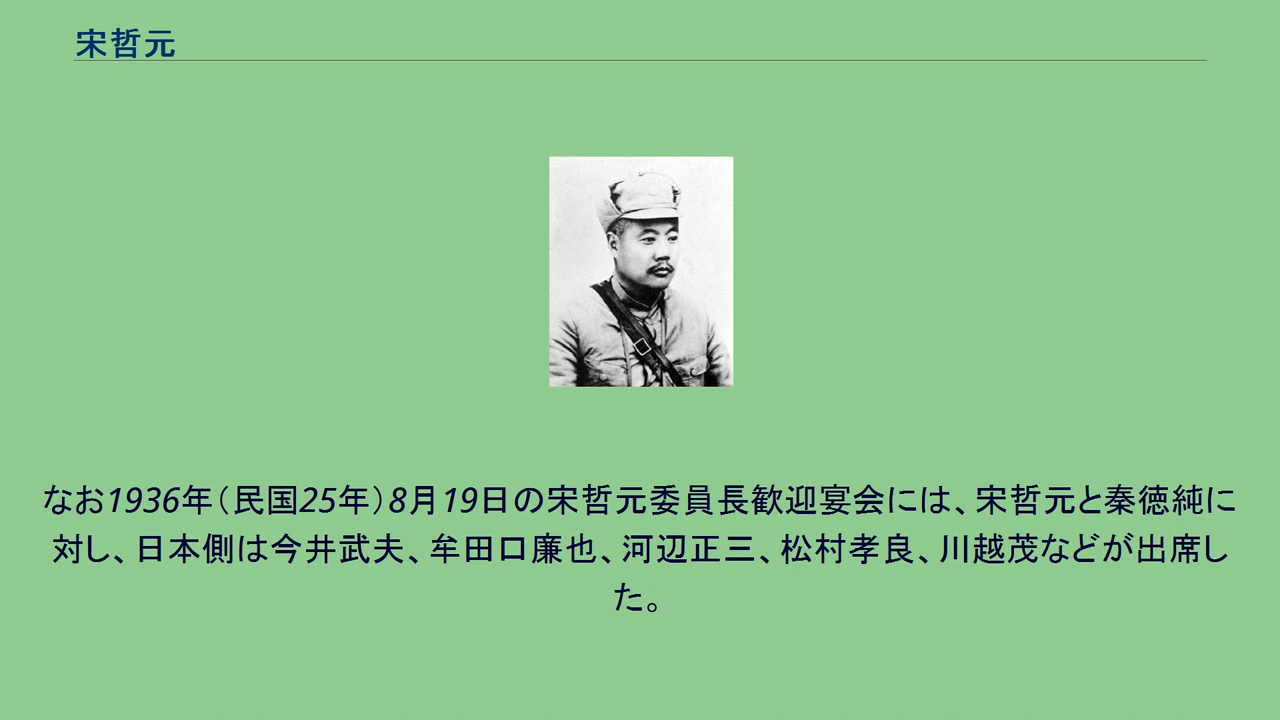 宋哲元
なお1936年（民国25年）8月19日の宋哲元委員長歓迎宴会には、宋哲元と秦徳純に
対し、日本側は今井武夫、牟田口廉也、河辺正三、松村孝良、川越茂などが出席し
た。